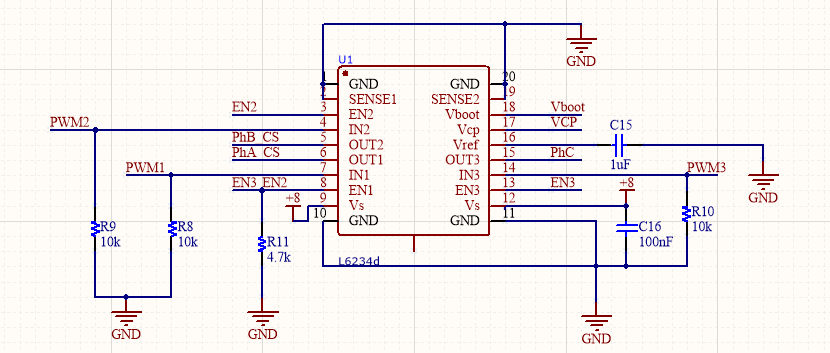 U1
GND
1 GND GND 20
2 SENSE1 SENSE2 19
EN2 3 EN2 Vboot 18 Vboot
PWM2 4 IN2 Vcp 17 VCP
PhB_CS 5 OUT2 Vref 16 C15 1uF
PhA_CS 6 OUT1 OUT3 15 PhC
PWM1 7 IN1 IN3 14 PWM3
EN3_EN2 8 EN1 EN3 13 EN3
+8 9 Vs Vs 12 +8
10 GND GND 11
GND
R9 10k
R8 10k
R11 4.7k
C16 100nF
R10 10k
L6234d
GND
GND
GND